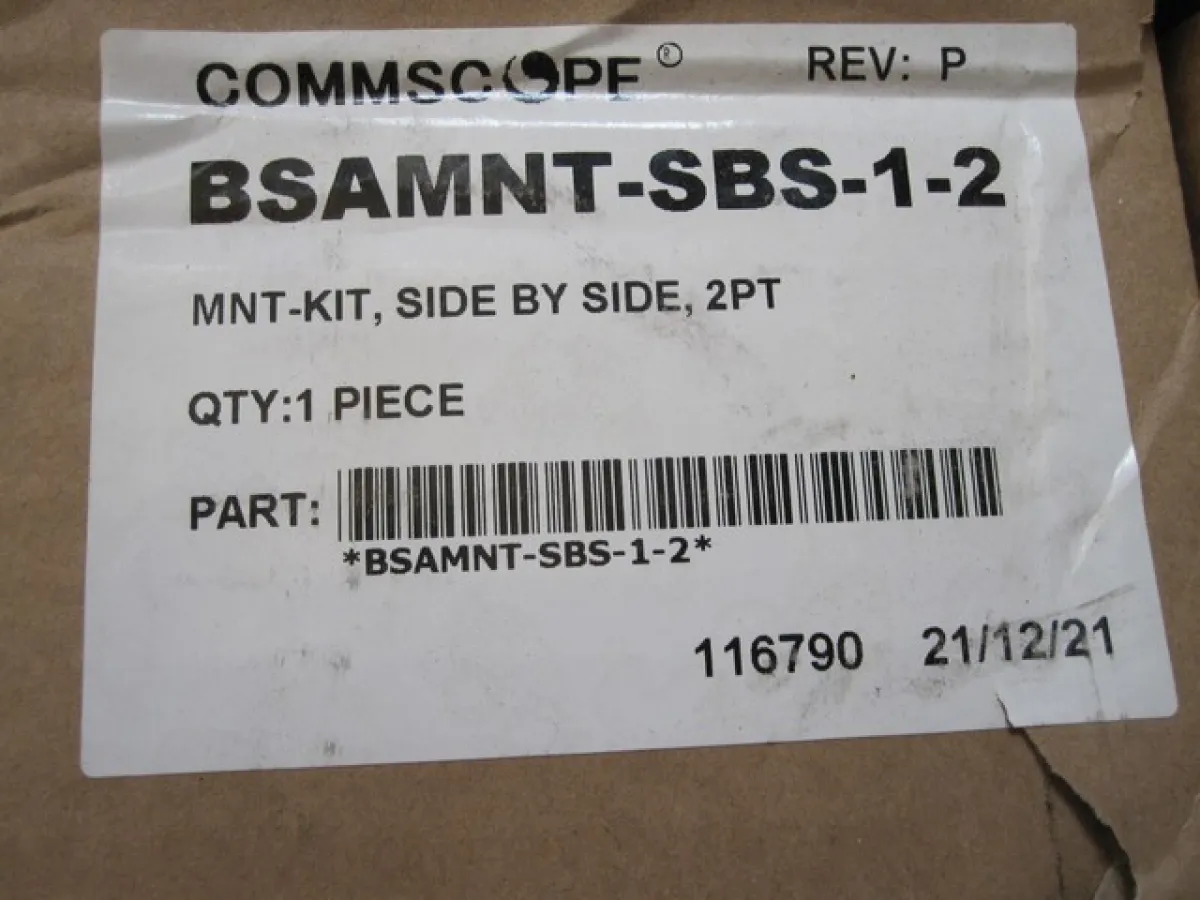 COMMSCOPE ® REV: P
BSAMNT-SBS-1-2
MNT-KIT, SIDE BY SIDE, 2PT
QTY:1 PIECE
PART:
*BSAMNT-SBS-1-2*
116790 21/12/21